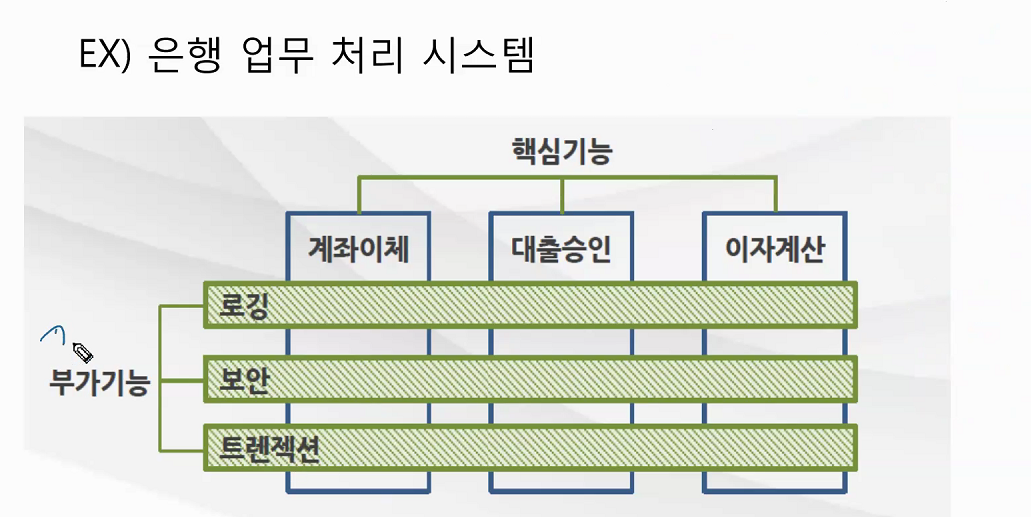 EX) 은행 업무 처리 시스템
핵심기능
계좌이체 대출승인 이자계산
로깅
보안
부가기능
트렌젝션